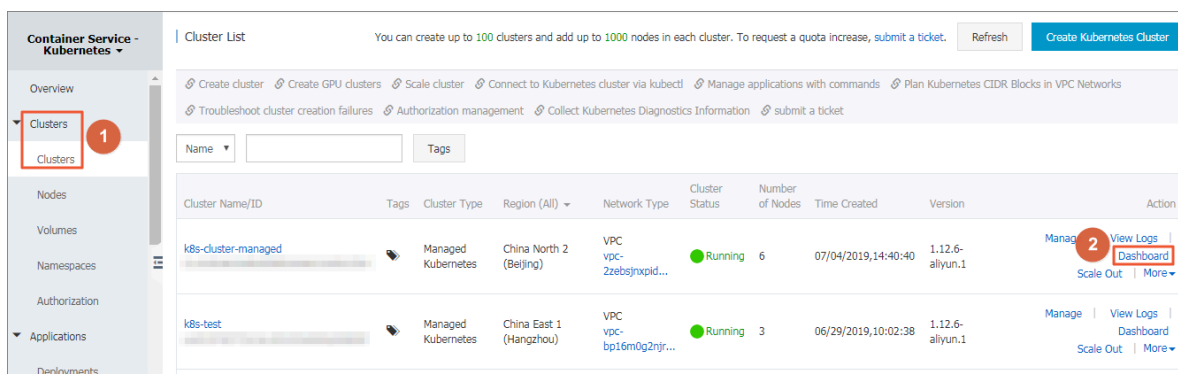 Container Service -
Kubernetes
Overview
Clusters
1
Clusters
Nodes
Volumes
Namespaces
Authorization
Applications
Deployments
Cluster List
You can create up to 100 clusters and add up to 1000 nodes in each cluster. To request a quota increase, submit a ticket.
Refresh
Create Kubernetes Cluster
Create cluster Create GPU clusters Scale cluster Connect to Kubernetes cluster via kubectl Manage applications with commands Plan Kubernetes CIDR Blocks in VPC Networks
Troubleshoot cluster creation failures Authorization management Collect Kubernetes Diagnostics Information submit a ticket
Name
Tags
Cluster Name/ID Tags Cluster Type Region (All) Network Type Cluster Status Number of Nodes Time Created Version Action
k8s-cluster-managed
Managed
Kubernetes
China North 2
(Beijing)
VPC
vpc-
2zebsjnxpid...
Running
6
07/04/2019,14:40:40
1.12.6-
aliyun.1
Manage 2 View Logs |
Dashboard
Scale Out | More
k8s-test
Managed
Kubernetes
China East 1
(Hangzhou)
VPC
vpc-
bp16m0g2njr...
Running
3
06/29/2019,10:02:38
1.12.6-
aliyun.1
Manage | View Logs |
Dashboard
Scale Out | More